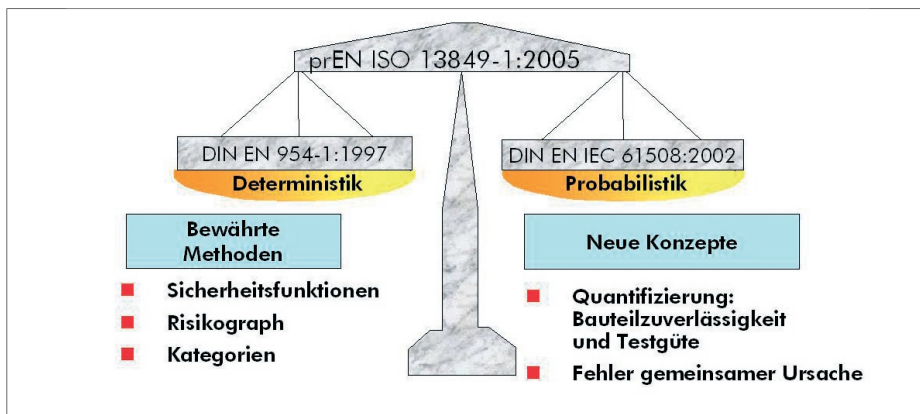 prEN ISO 13849-1:2005
DIN EN 954-1:1997
Deterministik
DIN EN IEC 61508:2002
Probabilistik
Bewährte
Methoden
Sicherheitsfunktionen
Risikograph
Kategorien
Neue Konzepte
Quantifizierung:
Bauteilzuverlässigkeit
und Testgüte
Fehler gemeinsamer Ursache